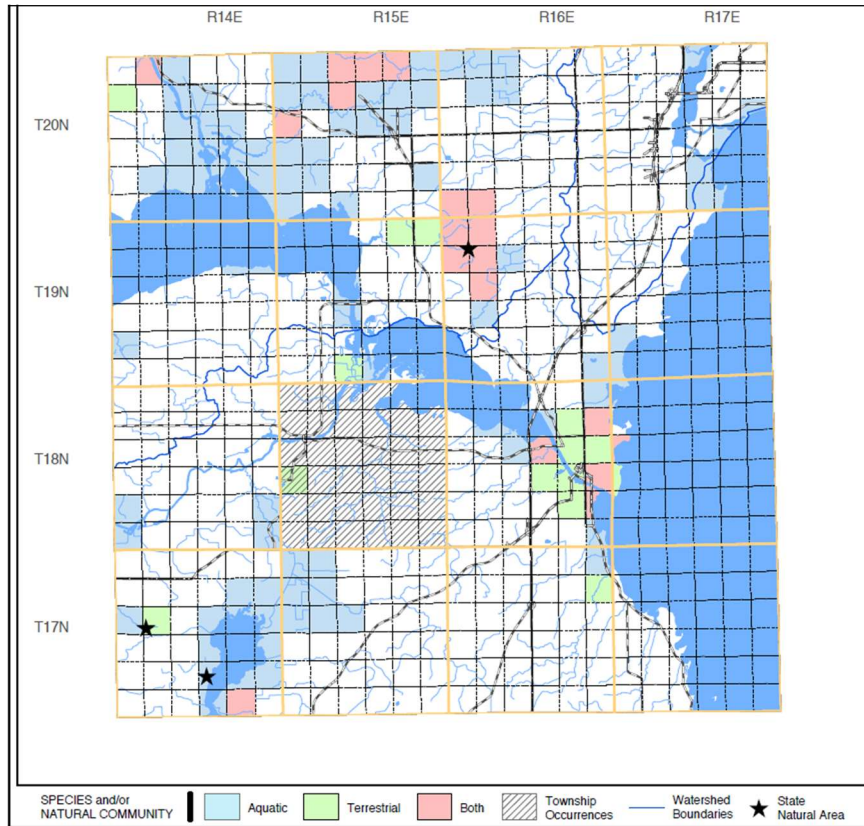 R14E R15E R16E R17E
T20N
T19N
T18N
T17N
SPECIES and/or
NATURAL COMMUNITY
Aquatic
Terrestrial
Both
Township
Occurrences
Watershed
Boundaries
State
Natural Area